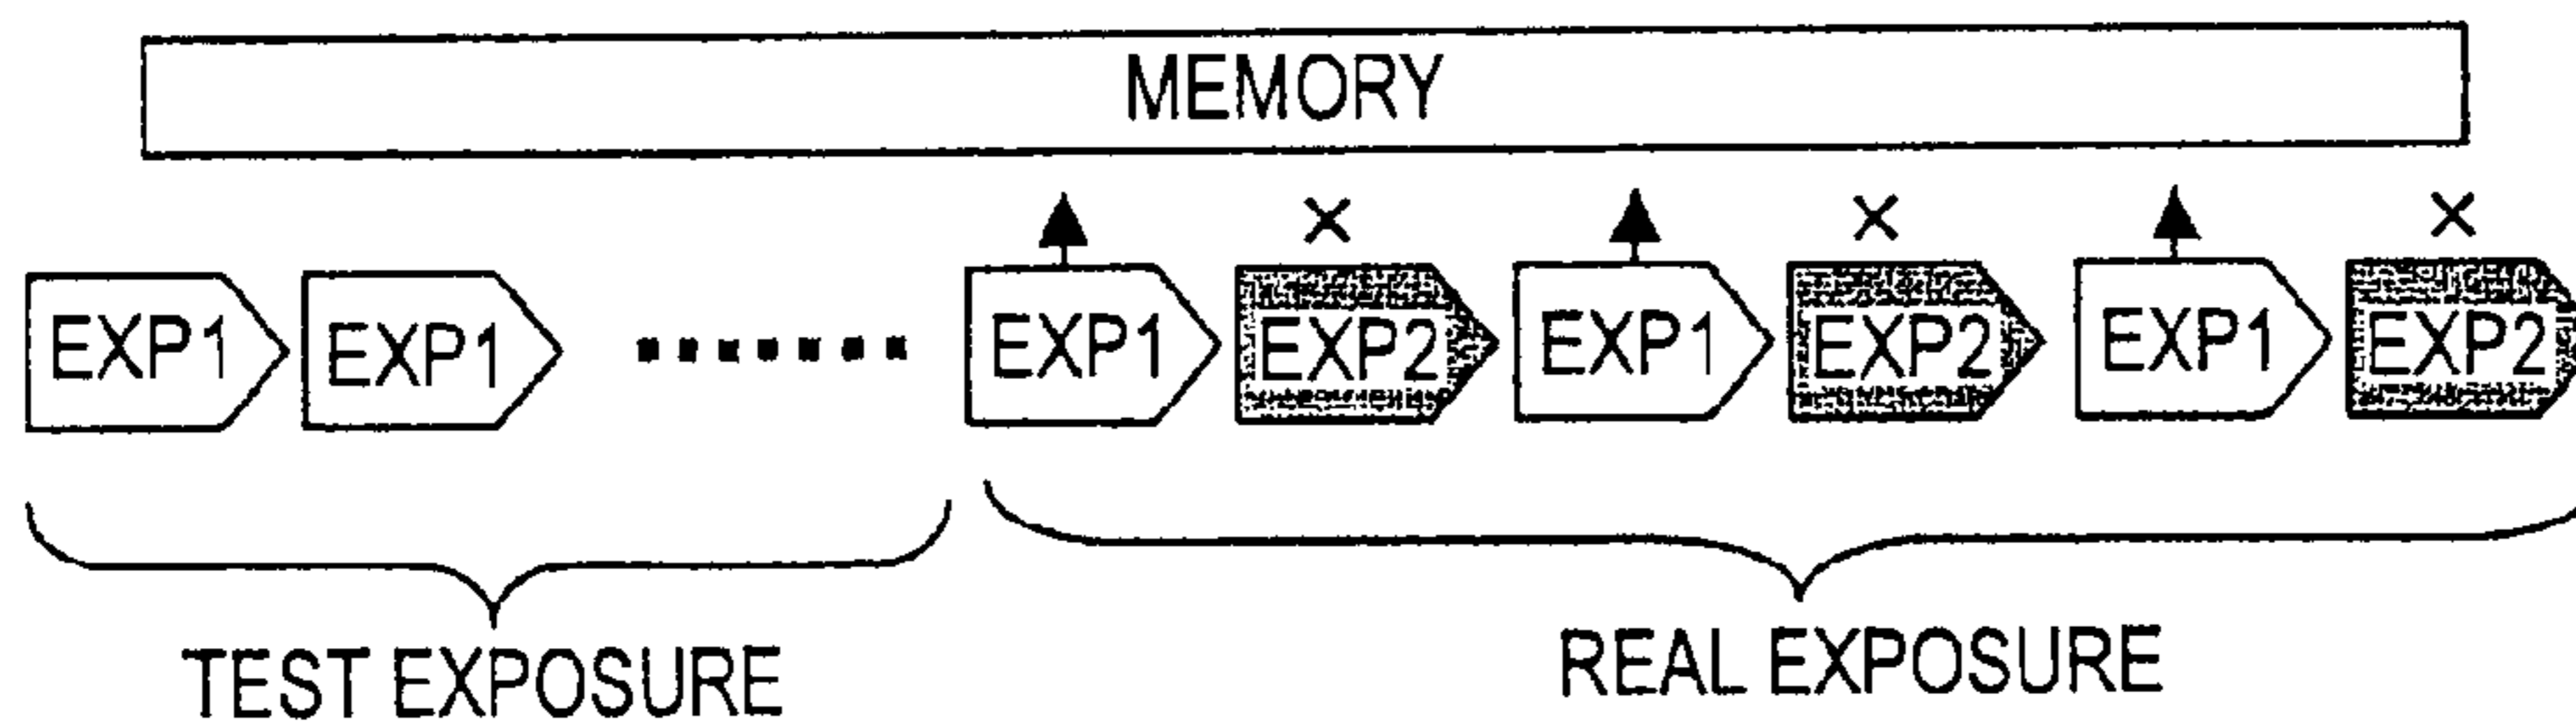 MEMORY
× × ×
EXP1 EXP1 EXP1 EXP2 EXP1 EXP2 EXP1 EXP2
TEST EXPOSURE REAL EXPOSURE